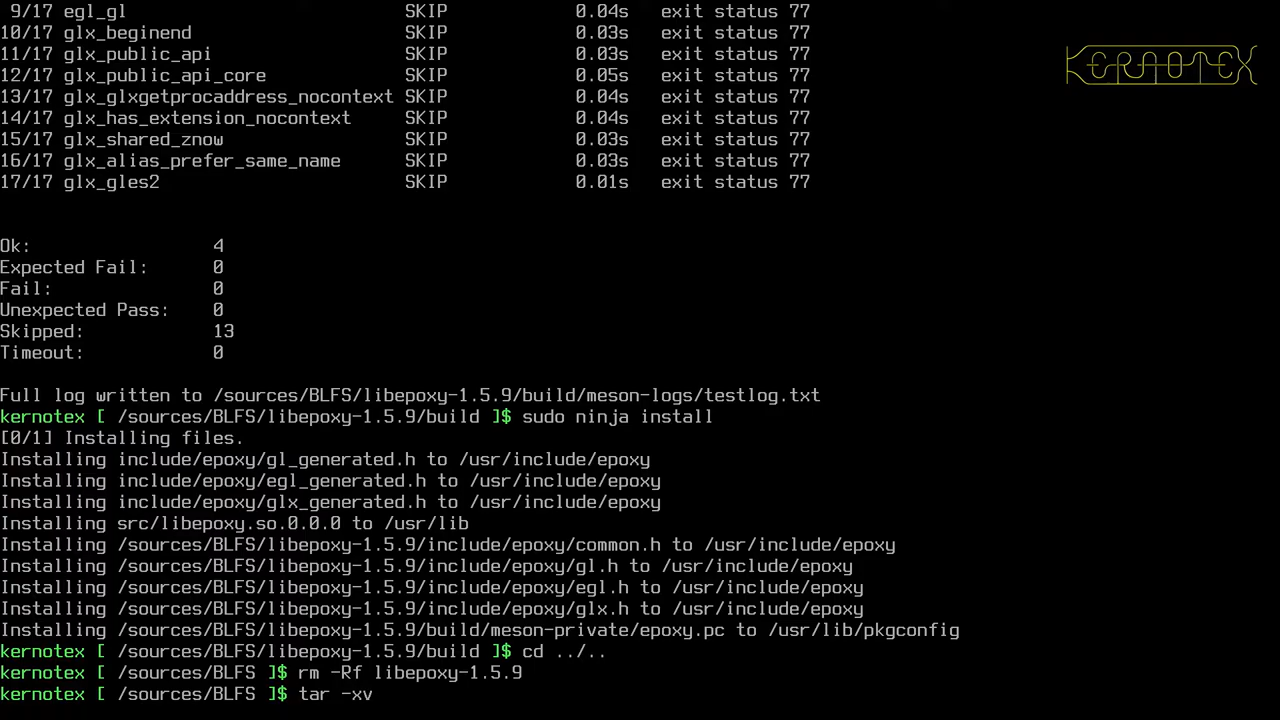 9/17 egl_gl SKIP 0.04s exit status 77
KERNOTEX
10/17 glx_beginend SKIP 0.03s exit status 77
11/17 glx_public_api SKIP 0.03s exit status 77
12/17 glx_public_api_core SKIP 0.05s exit status 77
13/17 glx_glxgetprocaddress_nocontext SKIP 0.04s exit status 77
14/17 glx_has_extension_nocontext SKIP 0.04s exit status 77
15/17 glx_shared_znow SKIP 0.03s exit status 77
16/17 glx_alias_prefer_same_name SKIP 0.03s exit status 77
17/17 glx_gles2 SKIP 0.01s exit status 77
Ok: 4
Expected Fail: 0
Fail: 0
Unexpected Pass: 0
Skipped: 13
Timeout: 0
Full log written to /sources/BLFS/libepoxy-1.5.9/build/meson-logs/testlog.txt
kernotex [ /sources/BLFS/libepoxy-1.5.9/build ]$ sudo ninja install
[0/1] Installing files.
Installing include/epoxy/gl_generated.h to /usr/include/epoxy
Installing include/epoxy/egl_generated.h to /usr/include/epoxy
Installing include/epoxy/glx_generated.h to /usr/include/epoxy
Installing src/libepoxy.so.0.0.0 to /usr/lib
Installing /sources/BLFS/libepoxy-1.5.9/include/epoxy/common.h to /usr/include/epoxy
Installing /sources/BLFS/libepoxy-1.5.9/include/epoxy/gl.h to /usr/include/epoxy
Installing /sources/BLFS/libepoxy-1.5.9/include/epoxy/egl.h to /usr/include/epoxy
Installing /sources/BLFS/libepoxy-1.5.9/include/epoxy/glx.h to /usr/include/epoxy
Installing /sources/BLFS/libepoxy-1.5.9/build/meson-private/epoxy.pc to /usr/lib/pkgconfig
kernotex [ /sources/BLFS/libepoxy-1.5.9/build ]$ cd ../..
kernotex [ /sources/BLFS ]$ rm -Rf libepoxy-1.5.9
kernotex [ /sources/BLFS ]$ tar -xv